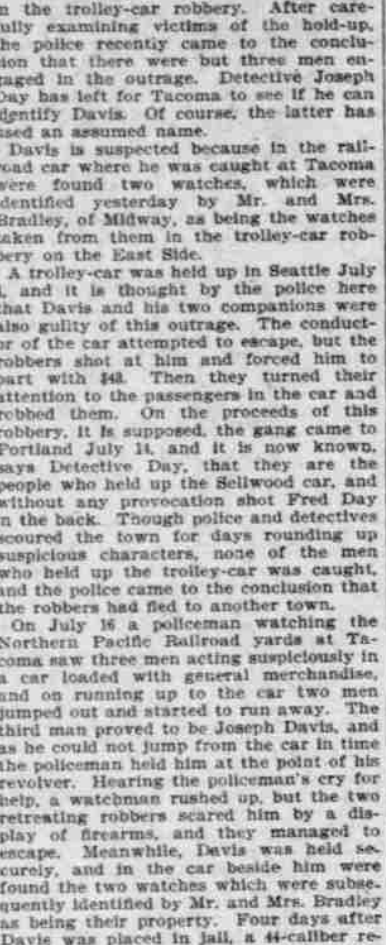 n the trolley-car robbery. After care-
fully examining victims of the hold-up,
he police recently came to the conclu-
sion that there were but three men en-
gaged in the outrage. Detective Joseph
Day has left for Tacoma to see if he can
identify Davis. Of course, the latter has
used an assumed name.
Davis is suspected because in the rail-
road car where he was caught at Tacoma
were found two watches, which were
identified yesterday by Mr. and Mrs.
Bradley, of Midway, as being the watches
taken from them in the trolley-car rob-
bery on the East Side.
A trolley-car was held up in Seattle July
, and it is thought by the police here
that Davis and his two companions were
also guilty of this outrage. The conduct-
or of the car attempted to escape, but the
robbers shot at him and forced him to
part with $43. Then they turned their
attention to the passengers in the car and
robbed them. On the proceeds of this
robbery, it is supposed, the gang came to
Portland July 14, and it is now known,
says Detective Day, that they are the
people who held up the Sellwood car, and
without any provocation shot Fred Day
n the back. Though police and detectives
scoured the town for days rounding up
suspicious characters, none of the men
who held up the trolley-car was caught,
and the police came to the conclusion that
the robbers had fled to another town.
On July 16 a policeman watching the
Northern Pacific Railroad yards at Ta-
coma saw three men acting suspiciously in
a car loaded with general merchandise,
and on running up to the car two men
jumped out and started to run away. The
third man proved to be Joseph Davis, and
as he could not jump from the car in time
the policeman held him at the point of his
revolver. Hearing the policeman's cry for
help, a watchman rushed up, but the two
retreating robbers scared him by a dis-
play of firearms, and they managed to
escape. Meanwhile, Davis was held se-
curely, and in the car beside him were
found the two watches which were subse-
quently identified by Mr. and Mrs. Bradley
as being their property. Four days after
Davis was placed in jail, a 44-caliber re-